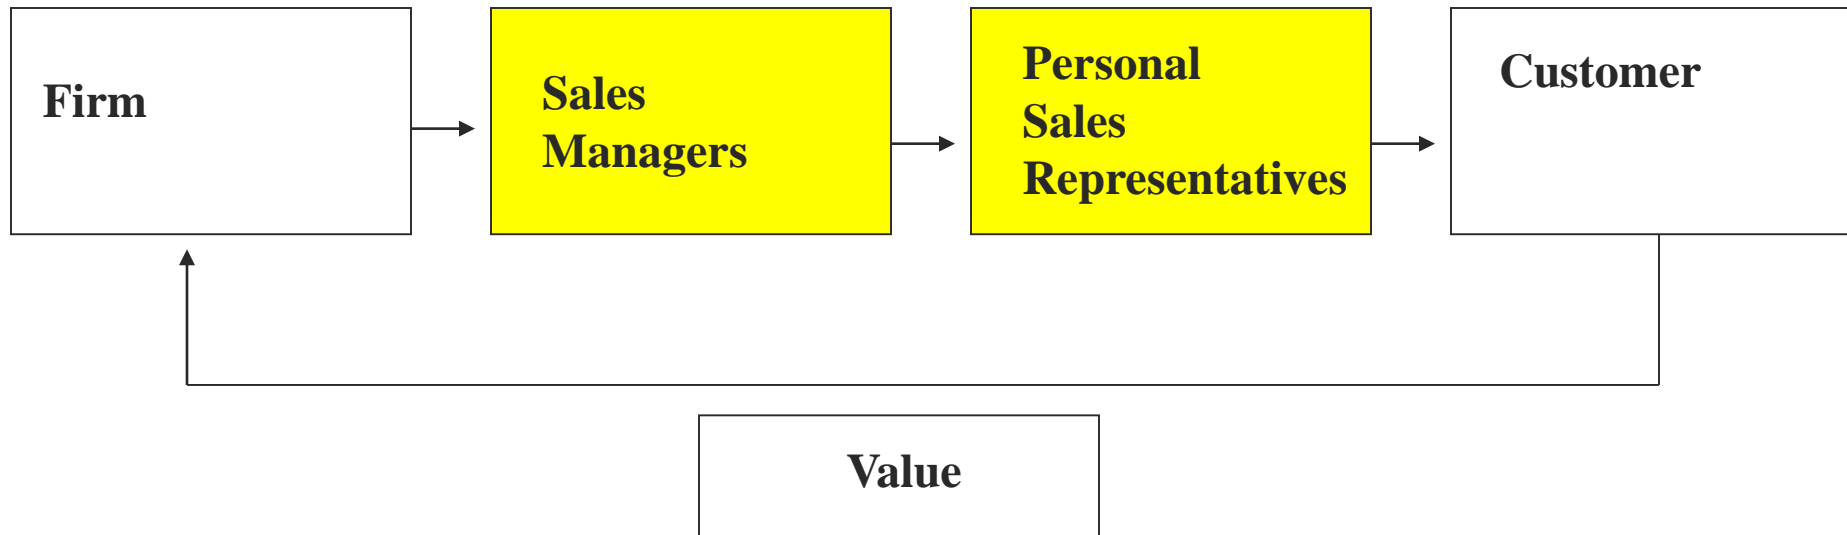 Firm
Sales
Managers
Personal
Sales
Representatives
Customer
Value